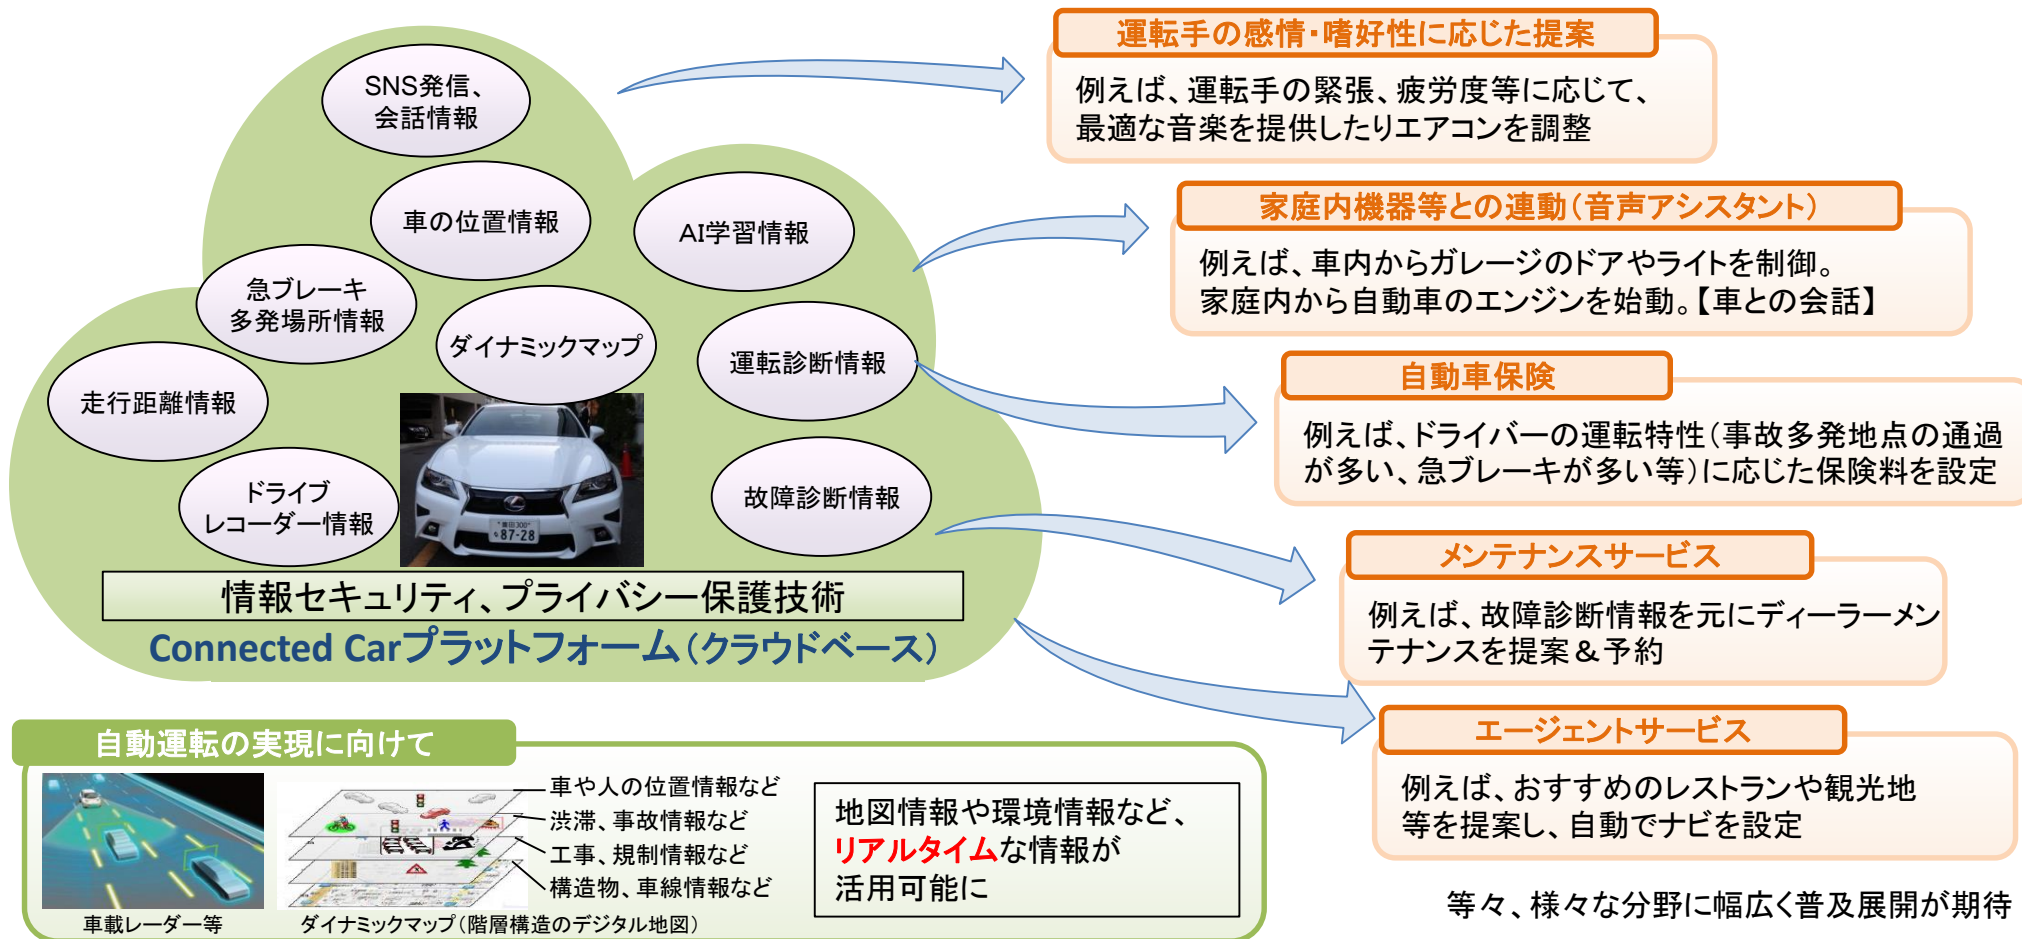 SNS発信、
会話情報
車の位置情報
AI学習情報
急ブレーキ
多発場所情報
ダイナミックマップ
運転診断情報
走行距離情報
ドライブ
レコーダー情報
故障診断情報
87-28
情報セキュリティ、プライバシー保護技術
Connected Carプラットフォーム（クラウドベース）
運転手の感情・嗜好性に応じた提案
例えば、運転手の緊張、疲労度等に応じて、
最適な音楽を提供したりエアコンを調整
家庭内機器等との連動（音声アシスタント）
例えば、車内からガレージのドアやライトを制御。
家庭内から自動車のエンジンを始動。【車との会話】
自動車保険
例えば、ドライバーの運転特性（事故多発地点の通過
が多い、急ブレーキが多い等）に応じた保険料を設定
メンテナンスサービス
例えば、故障診断情報を元にディーラーメン
テナンスを提案＆予約
エージェントサービス
例えば、おすすめのレストランや観光地
等を提案し、自動でナビを設定
等々、様々な分野に幅広く普及展開が期待
自動運転の実現に向けて
車載レーダー等
車や人の位置情報など
渋滞、事故情報など
工事、規制情報など
構造物、車線情報など
ダイナミックマップ（階層構造のデジタル地図）
地図情報や環境情報など、
リアルタイムな情報が
活用可能に